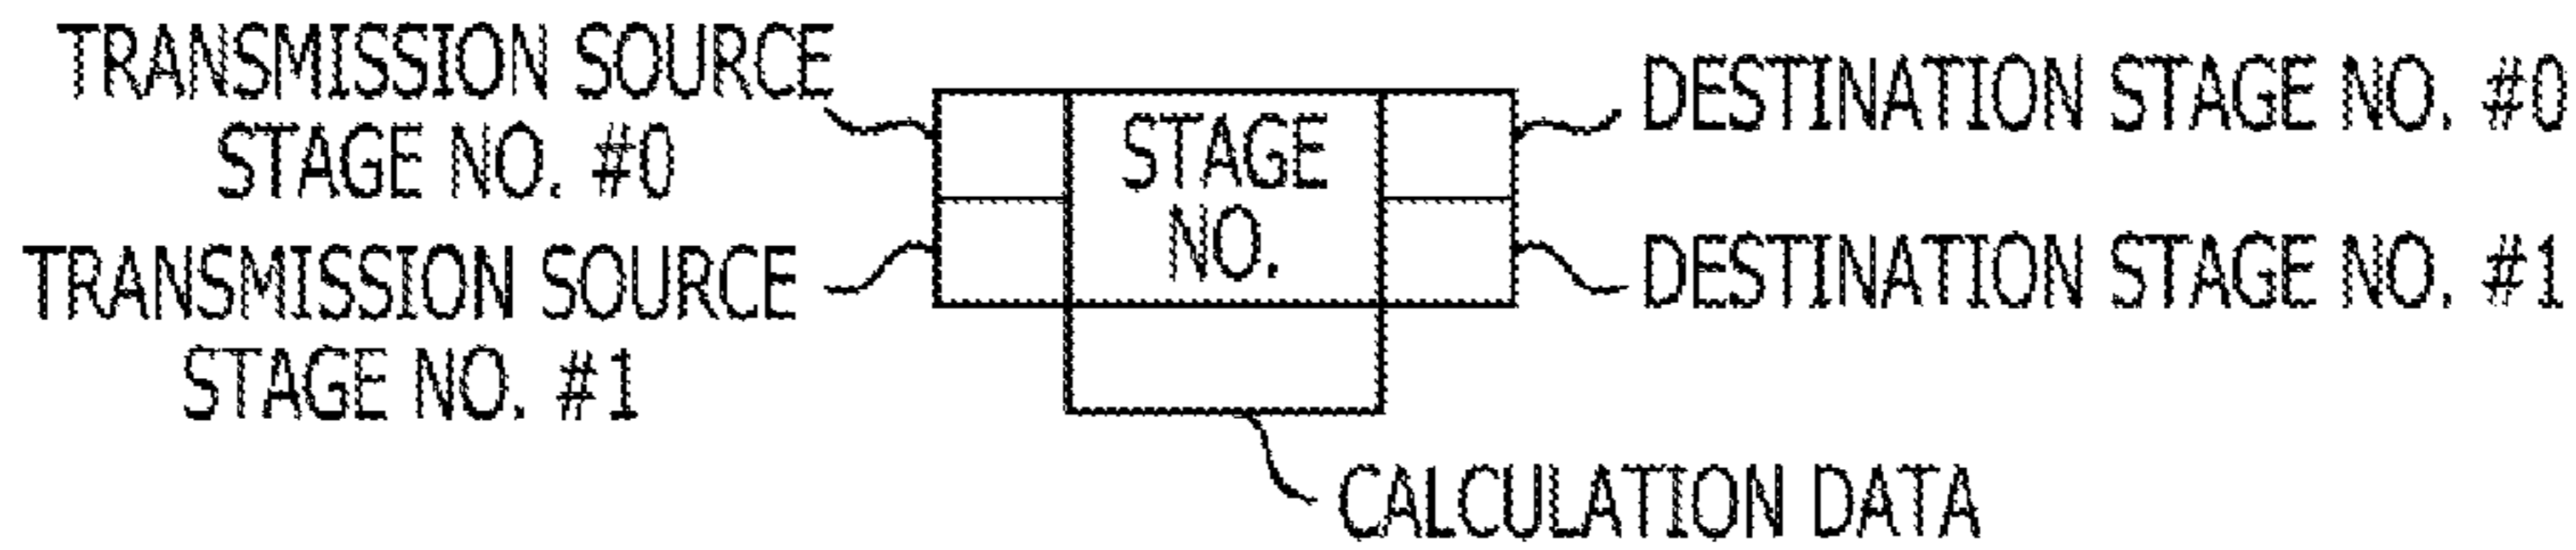 TRANSMISSION SOURCE
STAGE NO. #0
TRANSMISSION SOURCE
STAGE NO. #1
STAGE
NO.
DESTINATION STAGE NO. #0
DESTINATION STAGE NO. #1
CALCULATION DATA